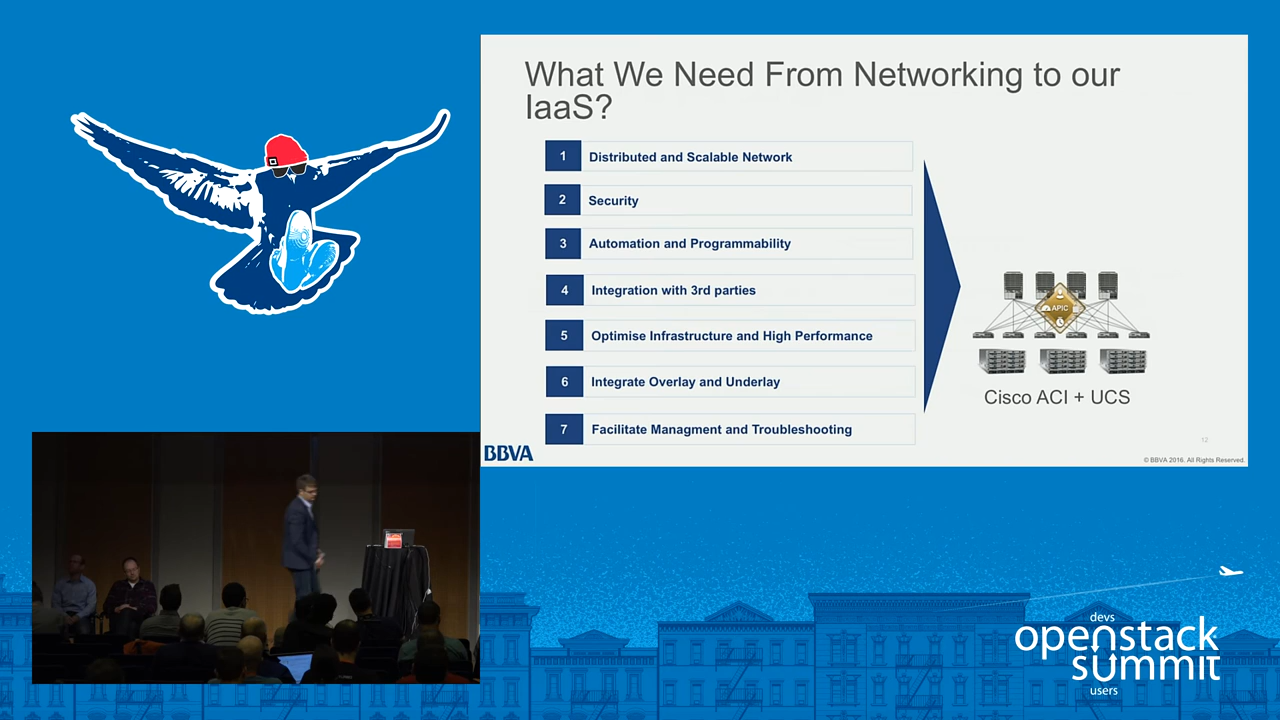 What We Need From Networking to our
IaaS?
1 Distributed and Scalable Network
2 Security
3 Automation and Programmability
4 Integration with 3rd parties
5 Optimise Infrastructure and High Performance
6 Integrate Overlay and Underlay
7 Facilitate Managment and Troubleshooting
APIC
Cisco ACI + UCS
12
BBVA
© BBVA 2016. All Rights Reserved.
devs
openstack
summit
users